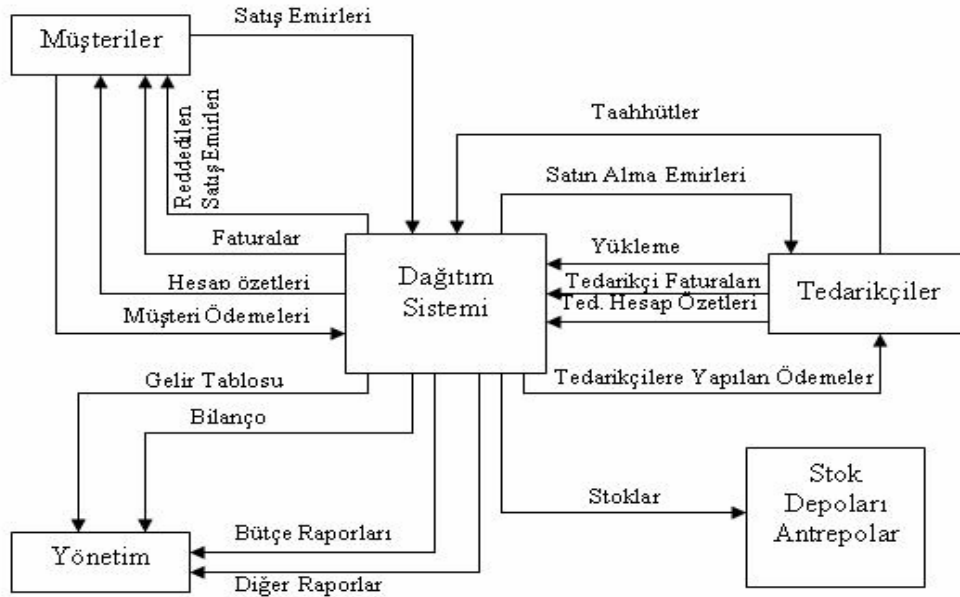 Satış Emirleri
Müşteriler
Reddedilen
Satış Emirleri
Taahhütler
Satın Alma Emirleri
Faturalar
Hesap özetleri
Müşteri Ödemeleri
Dağıtım
Sistemi
Yükleme
Tedarikçi Faturaları
Ted. Hesap Özetleri
Tedarikçiler
Gelir Tablosu
Bilanço
Tedarikçilere Yapılan Ödemeler
Stoklar
Stok
Depoları
Antrepolar
Bütçe Raporları
Yönetim
Diğer Raporlar